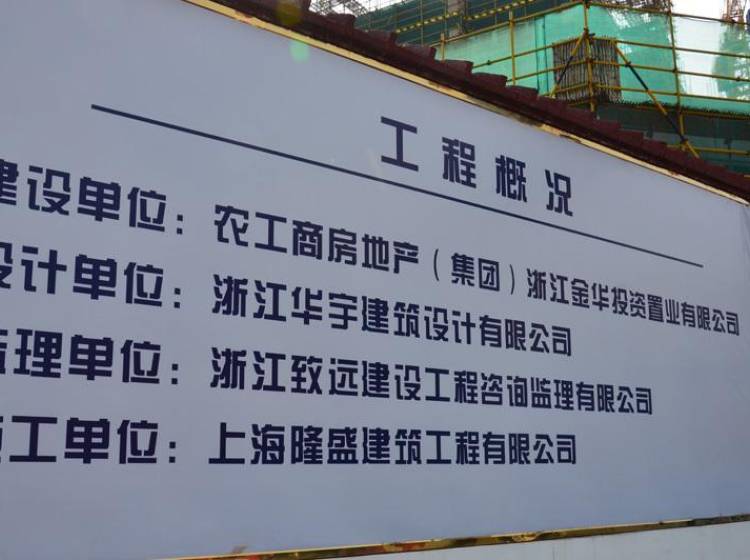 工程概况
建设单位：农工商房地产（集团）浙江金华投资置业有限公司
设计单位：浙江华宇建筑设计有限公司
监理单位：浙江致远建设工程咨询监理有限公司
施工单位：上海隆盛建筑工程有限公司